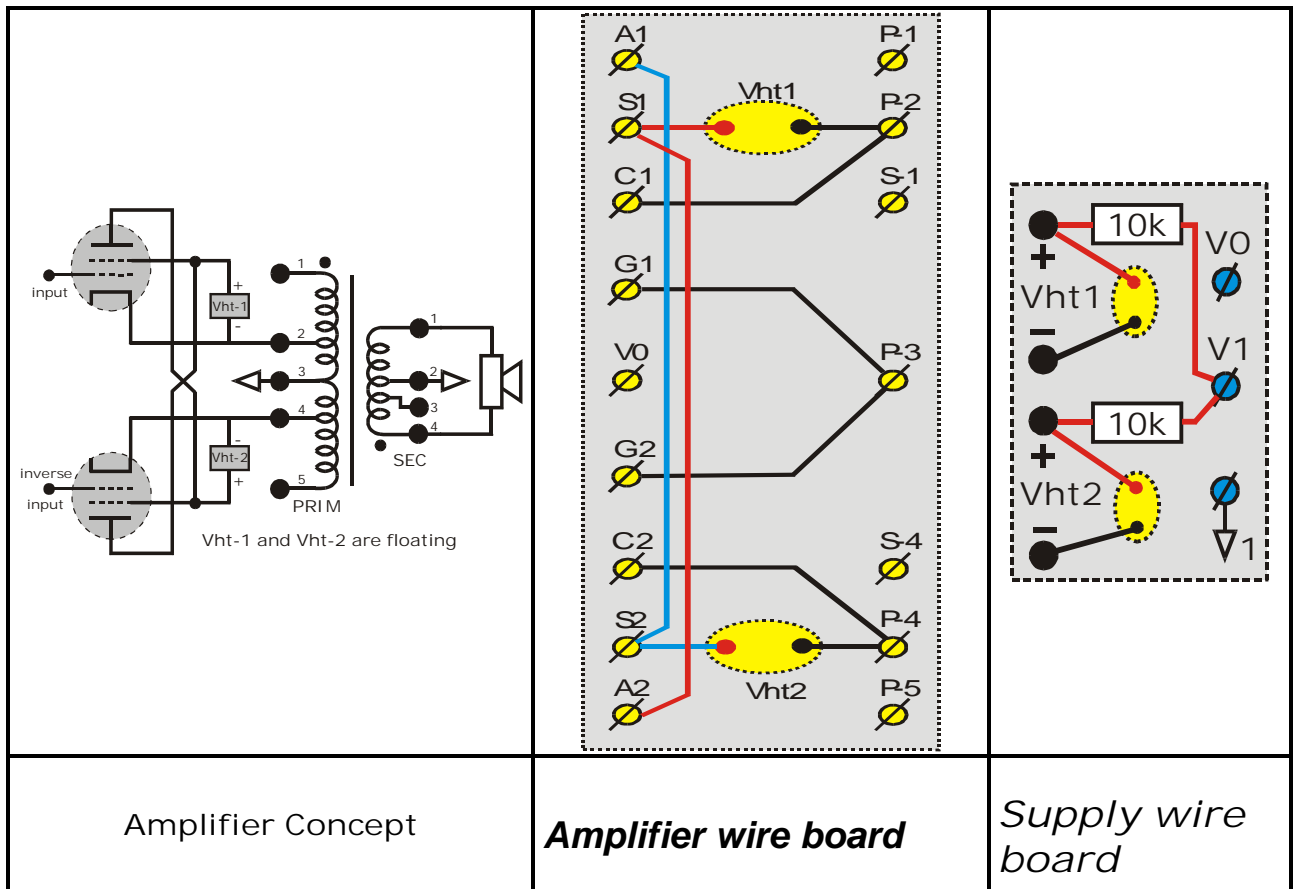 input
Vht-1
+
-
1
2
3
4
5
PRIM
1
2
3
4
SEC
inverse
input
-
Vht-2
+
Vht-1 and Vht-2 are floating
A1
P-1
Vht1
S1
P-2
C1
S-1
G1
V0
P-3
G2
C2
S-4
S2
P-4
Vht2
A2
P-5
10k
V0
+
Vht1
-
V1
10k
+
Vht2
-
1
Amplifier Concept
Amplifier wire board
Supply wire
board